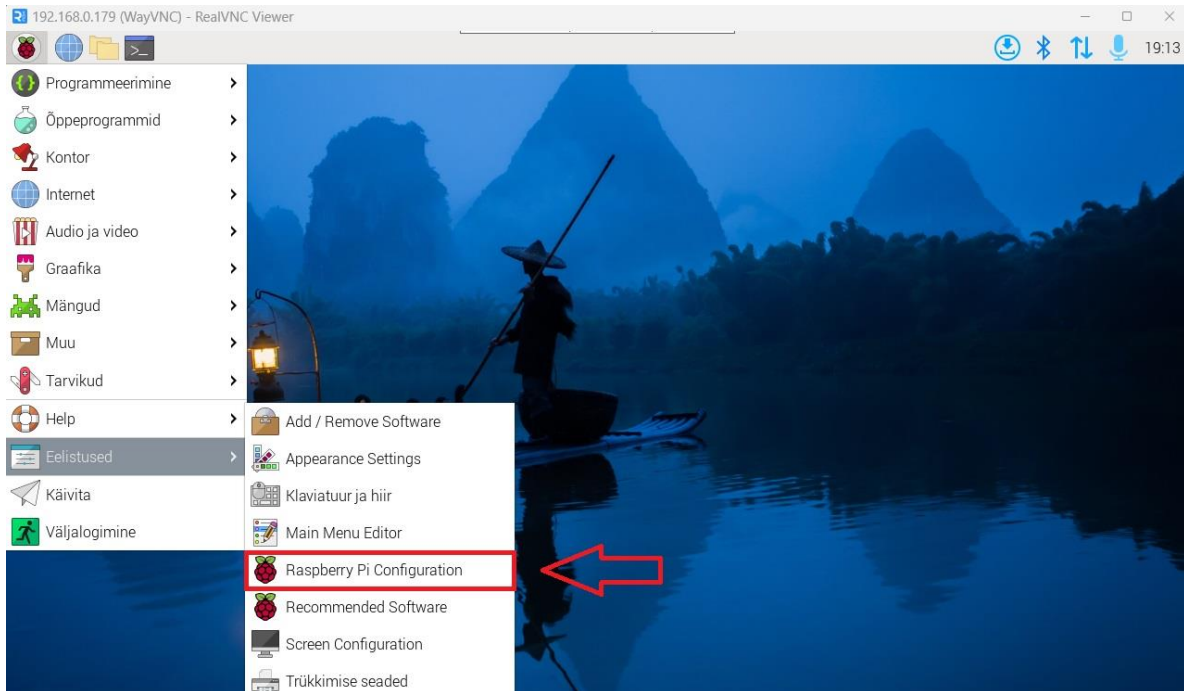 192.168.0.179 (WayVNC) - RealVNC Viewer
19:13
Programmeerimine
Õppeprogrammid
Kontor
Internet
Audio ja video
Graafika
Mängud
Muu
Tarvikud
Help
Eelistused
Käivita
Väljalogimine
Add / Remove Software
Appearance Settings
Klaviatuur ja hiir
Main Menu Editor
Raspberry Pi Configuration
Recommended Software
Screen Configuration
Trükkimise seaded